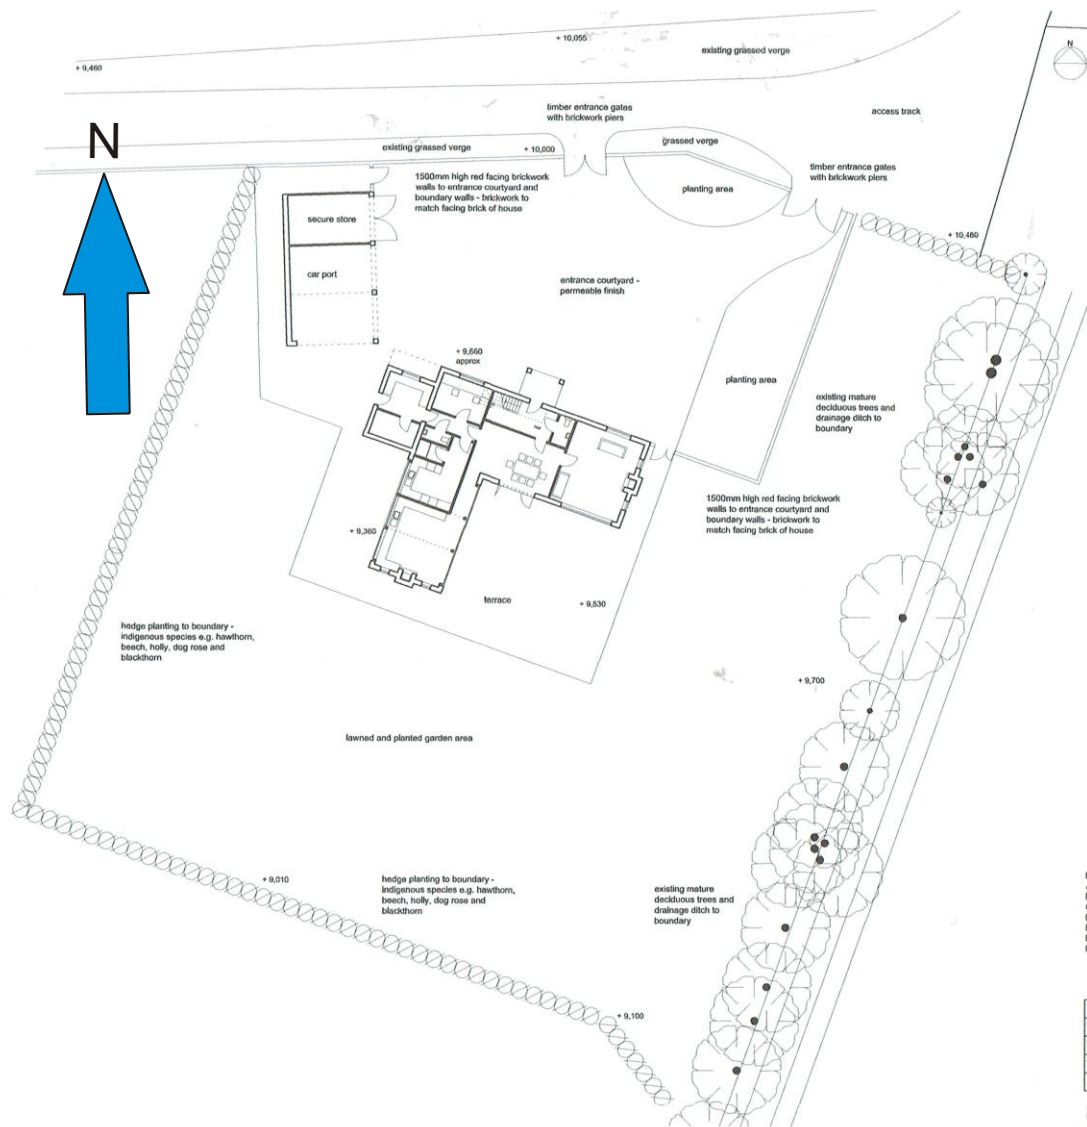 + 10,055
existing grassed verge
N
+ 9,460
timber entrance gates
with brickwork piers
access track
N
existing grassed verge
+ 10,000
grassed verge
timber entrance gates
with brickwork piers
1500mm high red facing brickwork
walls to entrance courtyard and
boundary walls - brickwork to
match facing brick of house
planting area
secure store
+ 10,460
car port
entrance courtyard -
permeable finish
+ 9,660
approx
planting area
existing mature
deciduous trees and
drainage ditch to
boundary
1500mm high red facing brickwork
walls to entrance courtyard and
boundary walls - brickwork to
match facing brick of house
+ 9,360
terrace
+ 9,530
hedge planting to boundary -
indigenous species e.g. hawthorn,
beech, holly, dog rose and
blackthorn
+ 9,700
lawned and planted garden area
+ 9,010
hedge planting to boundary -
indigenous species e.g. hawthorn,
beech, holly, dog rose and
blackthorn
existing mature
deciduous trees and
drainage ditch to
boundary
+ 9,100